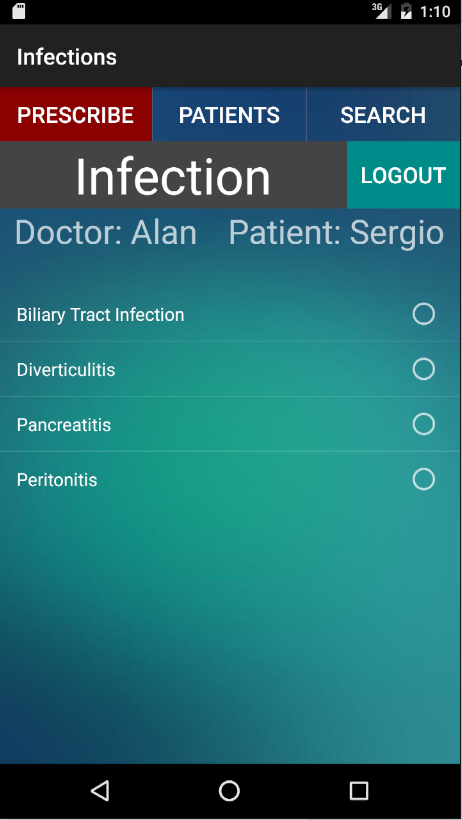 3G 1:10
Infections
PRESCRIBE PATIENTS SEARCH
Infection LOGOUT
Doctor: Alan Patient: Sergio
Biliary Tract Infection
Diverticulitis
Pancreatitis
Peritonitis